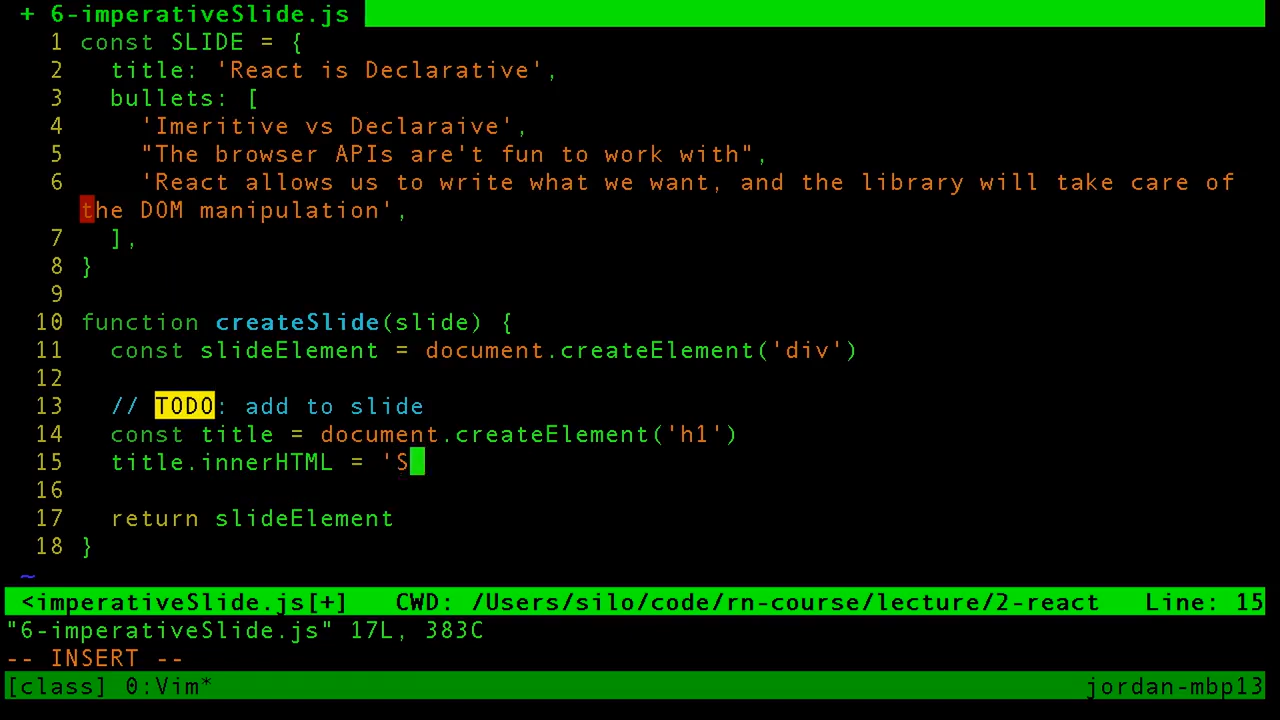 + 6-imperativeSlide.js
1 const SLIDE = {
2 title: 'React is Declarative',
3 bullets: [
4 'Imeritive vs Declaraive',
5 "The browser APIs are't fun to work with",
6 'React allows us to write what we want, and the library will take care of
the DOM manipulation',
7 ],
8 }
9
10 function createSlide(slide) {
11 const slideElement = document.createElement('div')
12
13 // TODO: add to slide
14 const title = document.createElement('h1')
15 title.innerHTML = 'S
16
17 return slideElement
18 }
~
<imperativeSlide.js[+] CWD: /Users/silo/code/rn-course/lecture/2-react Line: 15
"6-imperativeSlide.js" 17L, 383C
-- INSERT --
[class] 0:Vim* jordan-mbp13